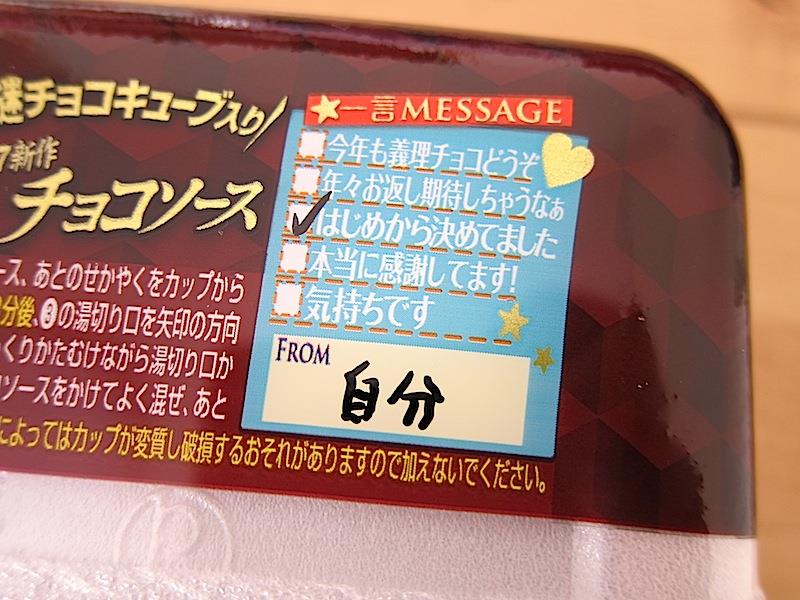 謎チョコキューブ入り
7新作
チョコソース
ース、あとのせかやくをカップから
分後、❸の湯切り口を矢印の方向
くりかたむけながら湯切り口か
ソースをかけてよく混ぜ、あと
によってはカップが変質し破損するおそれがありますので加えないでください。
一言MESSAGE
今年も義理チョコどうぞ
年々お返し期待しちゃうなぁ
✓はじめから決めてました
本当に感謝してます!
気持ちです
FROM
自分